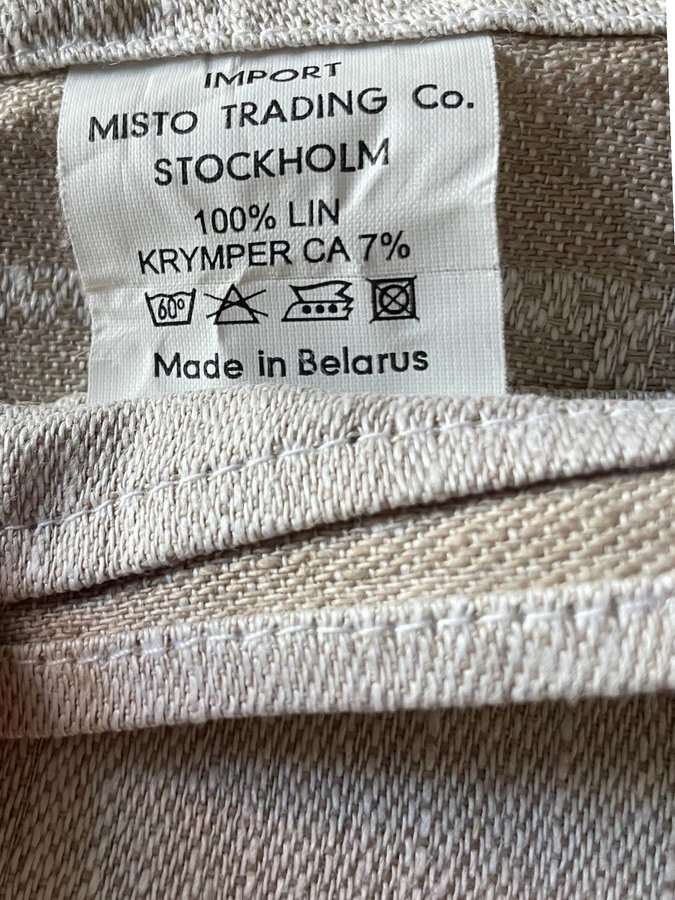 IMPORT
MISTO TRADING Co.
STOCKHOLM
100% LIN
KRYMPER CA 7%
60°
Made in Belarus